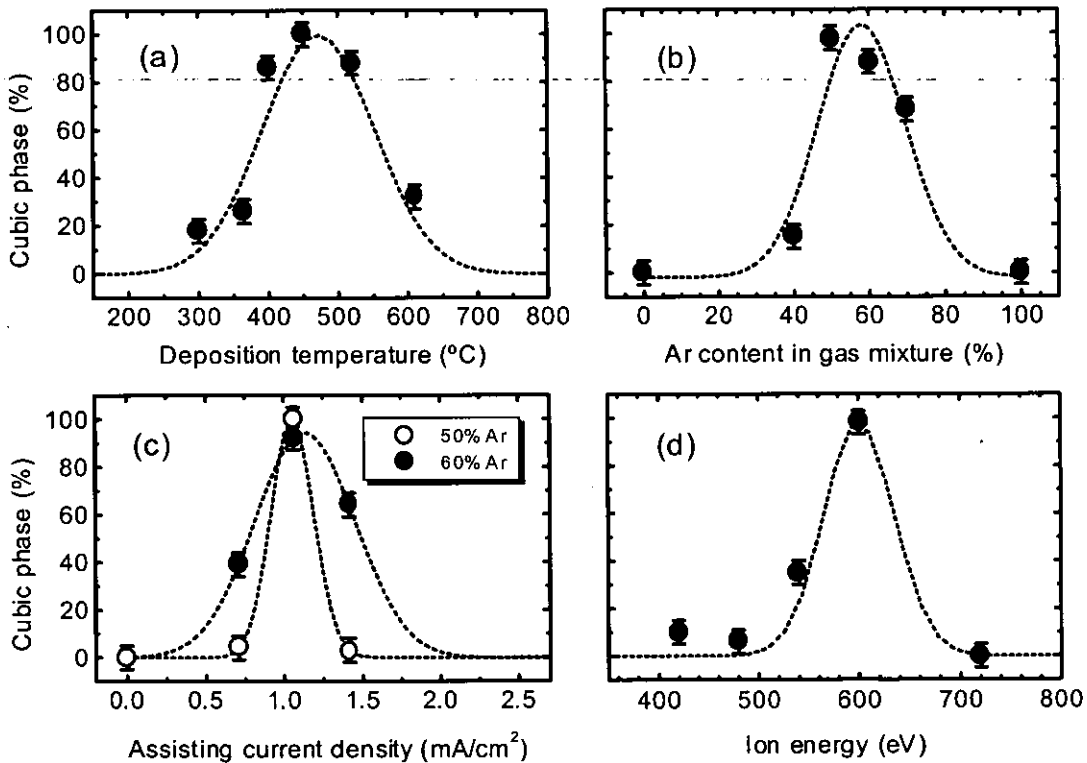 100
80
60
40
20
0
Cubic phase (%)
(a)
200 300 400 500 600 700 800
Deposition temperature (ºC)
(b)
0 20 40 60 80 100
Ar content in gas mixture (%)
100
80
60
40
20
0
Cubic phase (%)
(c)
50% Ar
60% Ar
0.0 0.5 1.0 1.5 2.0 2.5
Assisting current density (mA/cm²)
(d)
400 500 600 700 800
Ion energy (eV)